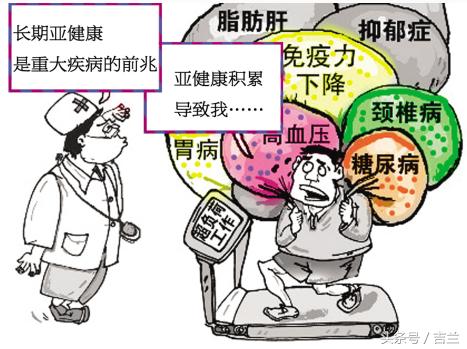 长期亚健康
是重大疾病的前兆
亚健康积累
导致我……
脂肪肝
抑郁症
免疫力
下降
颈椎病
高血压
胃病
糖尿病
超负荷
工作
头条号 / 吉兰